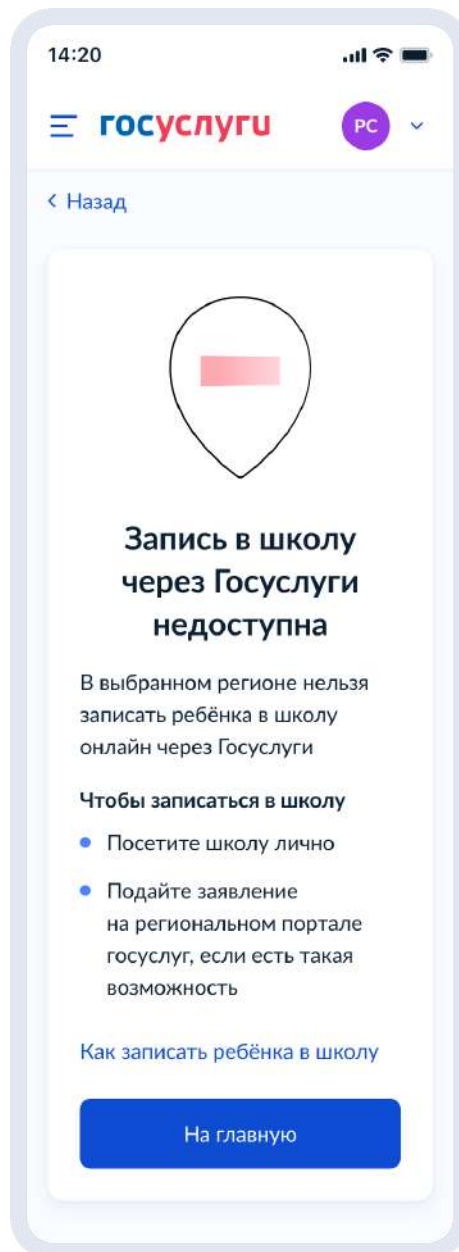 14:20
госуслуги
РС
Назад
Запись в школу
через Госуслуги
недоступна
В выбранном регионе нельзя
записать ребёнка в школу
онлайн через Госуслуги
Чтобы записаться в школу
Посетите школу лично
Подайте заявление
на региональном портале
госуслуг, если есть такая
возможность
Как записать ребёнка в школу
На главную